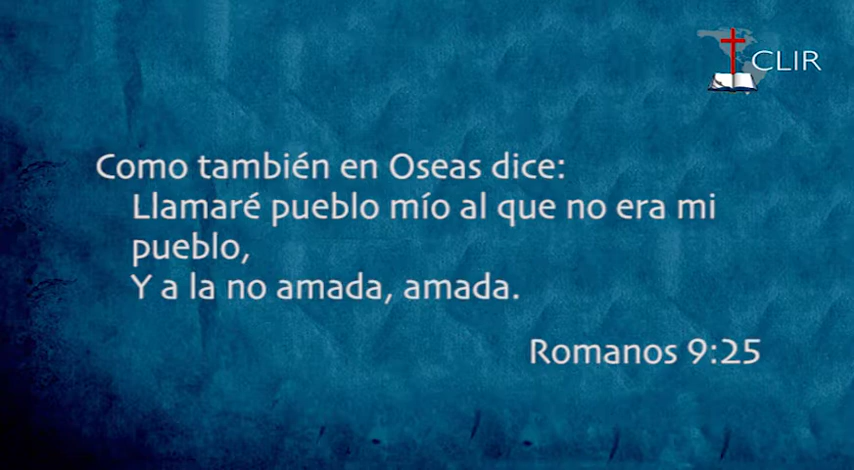 CLIR
Como también en Oseas dice:
Llamaré pueblo mío al que no era mi
pueblo,
Y a la no amada, amada.
Romanos 9:25